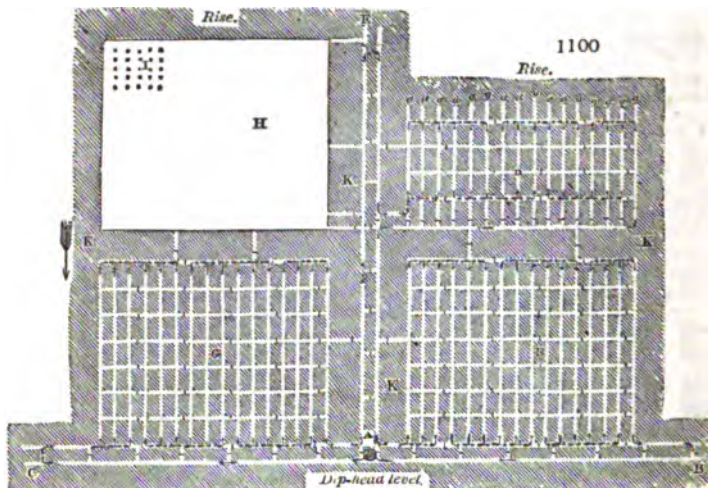 Rise.
1100
Rise.
H
K
K
K
G
K
C
B
Dip-head level.